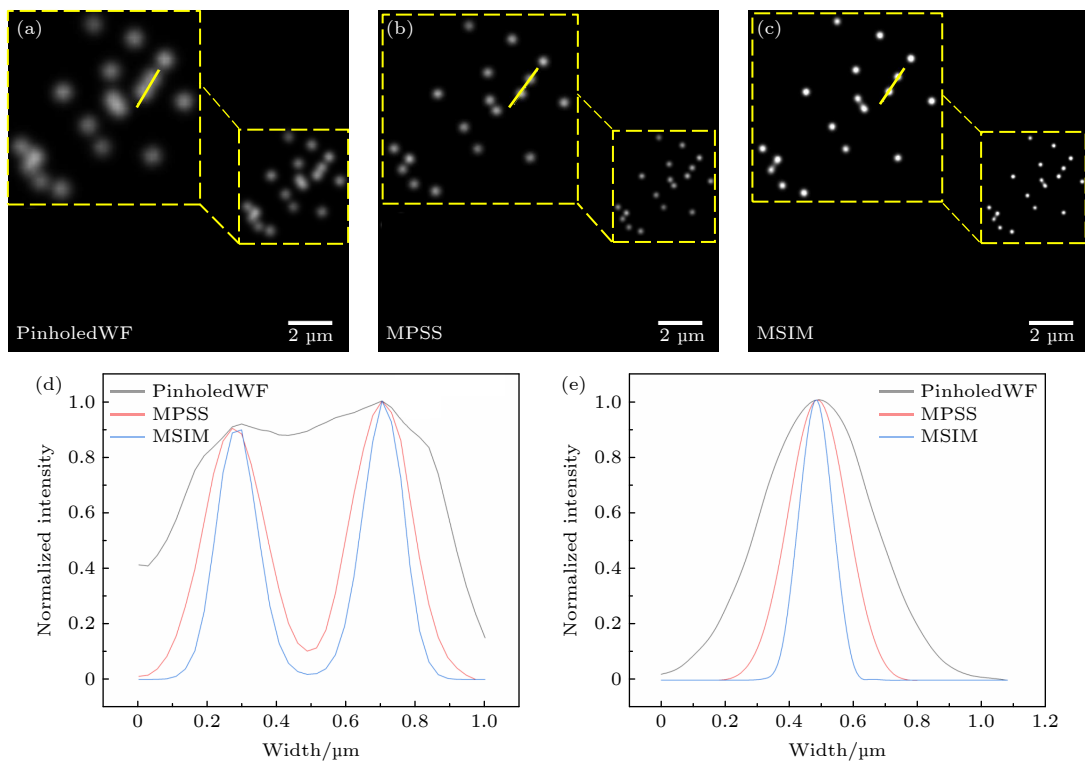 (a)
PinholedWF
2 µm
(b)
MPSS
2 µm
(c)
MSIM
2 µm
(d)
PinholedWF
MPSS
MSIM
Normalized intensity
1.0
0.8
0.6
0.4
0.2
0
0 0.2 0.4 0.6 0.8 1.0
Width/µm
(e)
PinholedWF
MPSS
MSIM
Normalized intensity
1.0
0.8
0.6
0.4
0.2
0
0 0.2 0.4 0.6 0.8 1.0 1.2
Width/µm